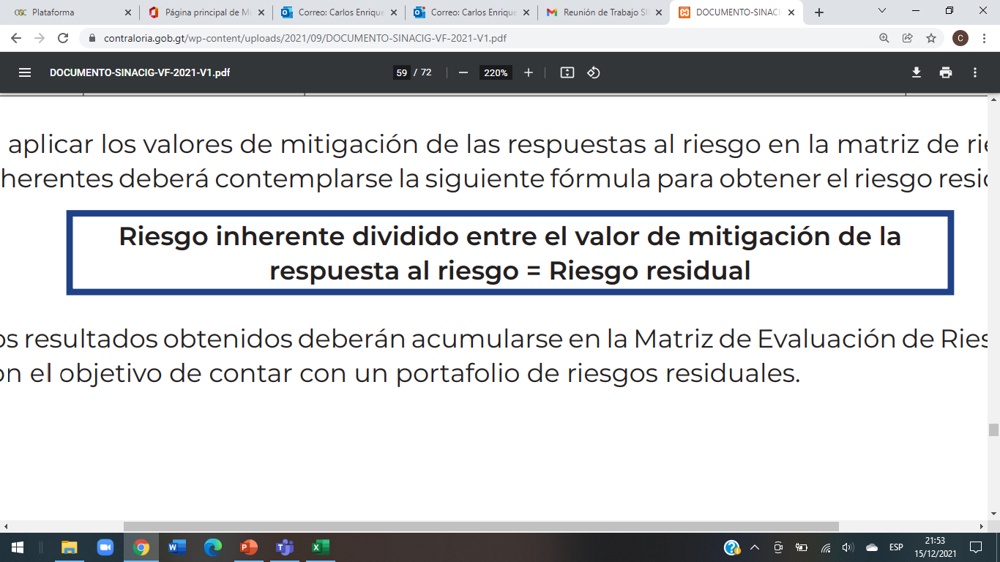 Plataforma
Página principal de Mi
Correo: Carlos Enrique
Correo: Carlos Enrique
Reunión de Trabajo SI
DOCUMENTO-SINACI
contraloria.gob.gt/wp-content/uploads/2021/09/DOCUMENTO-SINACIG-VF-2021-V1.pdf
C
DOCUMENTO-SINACIG-VF-2021-V1.pdf
59 / 72
220%
aplicar los valores de mitigación de las respuestas al riesgo en la matriz de rie
herentes deberá contemplarse la siguiente fórmula para obtener el riesgo resid
Riesgo inherente dividido entre el valor de mitigación de la
respuesta al riesgo = Riesgo residual
os resultados obtenidos deberán acumularse en la Matriz de Evaluación de Ries
on el objetivo de contar con un portafolio de riesgos residuales.
ESP
21:53
15/12/2021